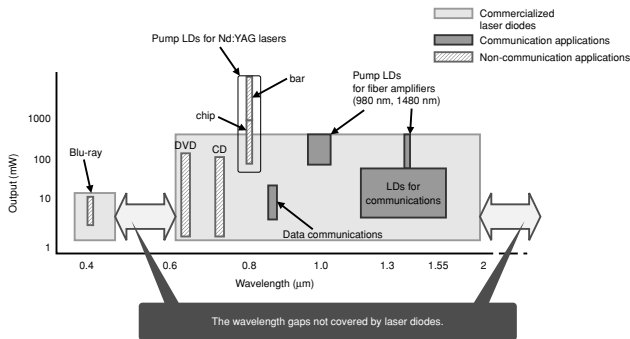 Commercialized
laser diodes
Communication applications
Non-communication applications
Pump LDs for Nd:YAG lasers
bar
chip
Pump LDs
for fiber amplifiers
(980 nm, 1480 nm)
Blu-ray
DVD
CD
LDs for
communications
Data communications
Output (mW)
1000
100
10
1
0.4
0.6
0.8
1.0
1.3
1.55
2
Wavelength (μm)
The wavelength gaps not covered by laser diodes.